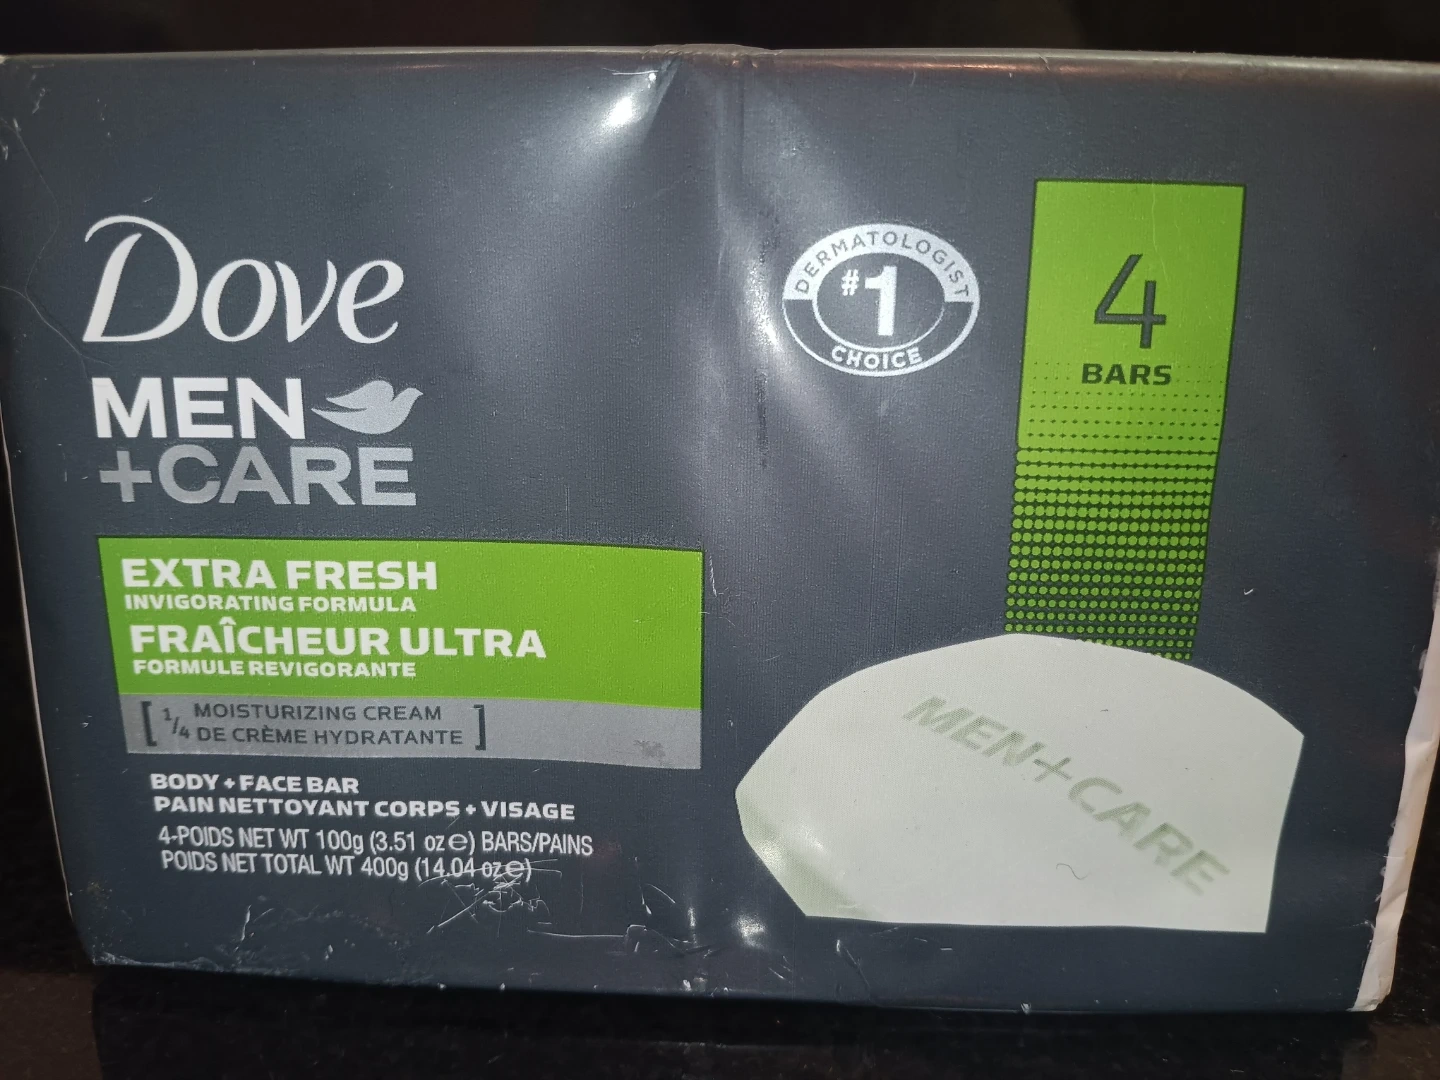 Dove
MEN
+CARE
EXTRA FRESH
INVIGORATING FORMULA
FRAÎCHEUR ULTRA
FORMULE REVIGORANTE
[ 1/4 MOISTURIZING CREAM
DE CRÈME HYDRATANTE ]
BODY + FACE BAR
PAIN NETTOYANT CORPS + VISAGE
4-POIDS NET WT 100g (3.51 oz℮) BARS/PAINS
POIDS NET TOTAL WT 400g (14.04 oz℮)
DERMATOLOGIST
#1
CHOICE
4
BARS
MEN+CARE